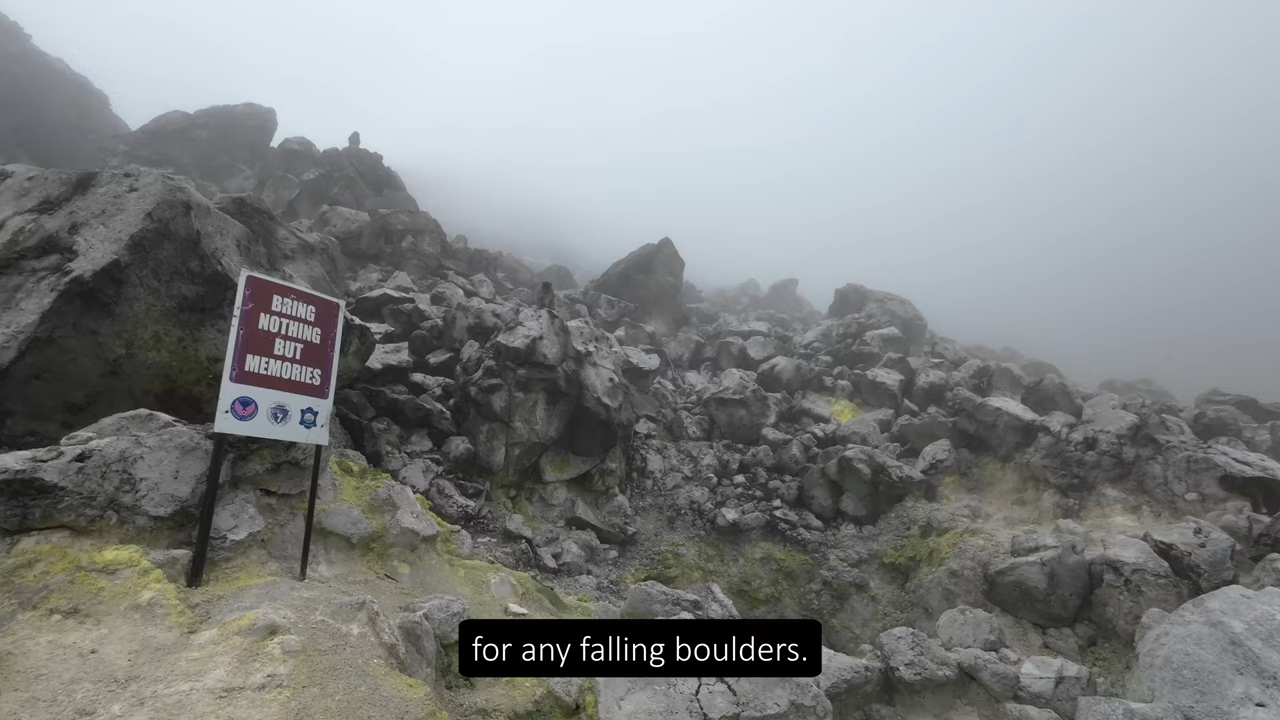 BRING
NOTHING
BUT
MEMORIES
for any falling boulders.